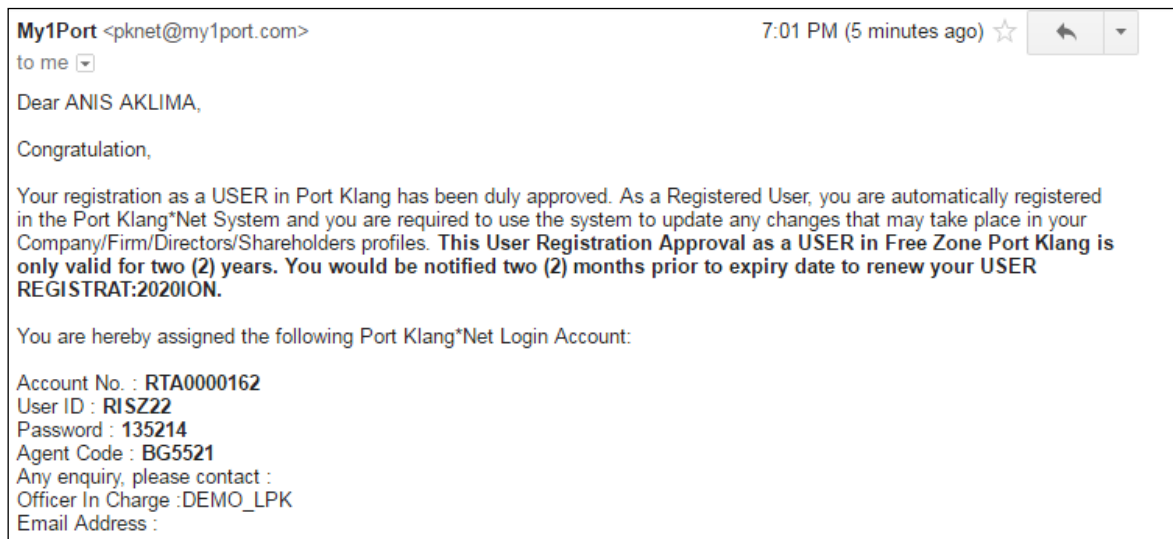 My1Port <pknet@my1port.com> 7:01 PM (5 minutes ago)
to me
Dear ANIS AKLIMA,
Congratulation,
Your registration as a USER in Port Klang has been duly approved. As a Registered User, you are automatically registered
in the Port Klang*Net System and you are required to use the system to update any changes that may take place in your
Company/Firm/Directors/Shareholders profiles. This User Registration Approval as a USER in Free Zone Port Klang is
only valid for two (2) years. You would be notified two (2) months prior to expiry date to renew your USER
REGISTRAT:2020ION.
You are hereby assigned the following Port Klang*Net Login Account:
Account No. : RTA0000162
User ID : RISZ22
Password : 135214
Agent Code : BG5521
Any enquiry, please contact :
Officer In Charge :DEMO_LPK
Email Address :